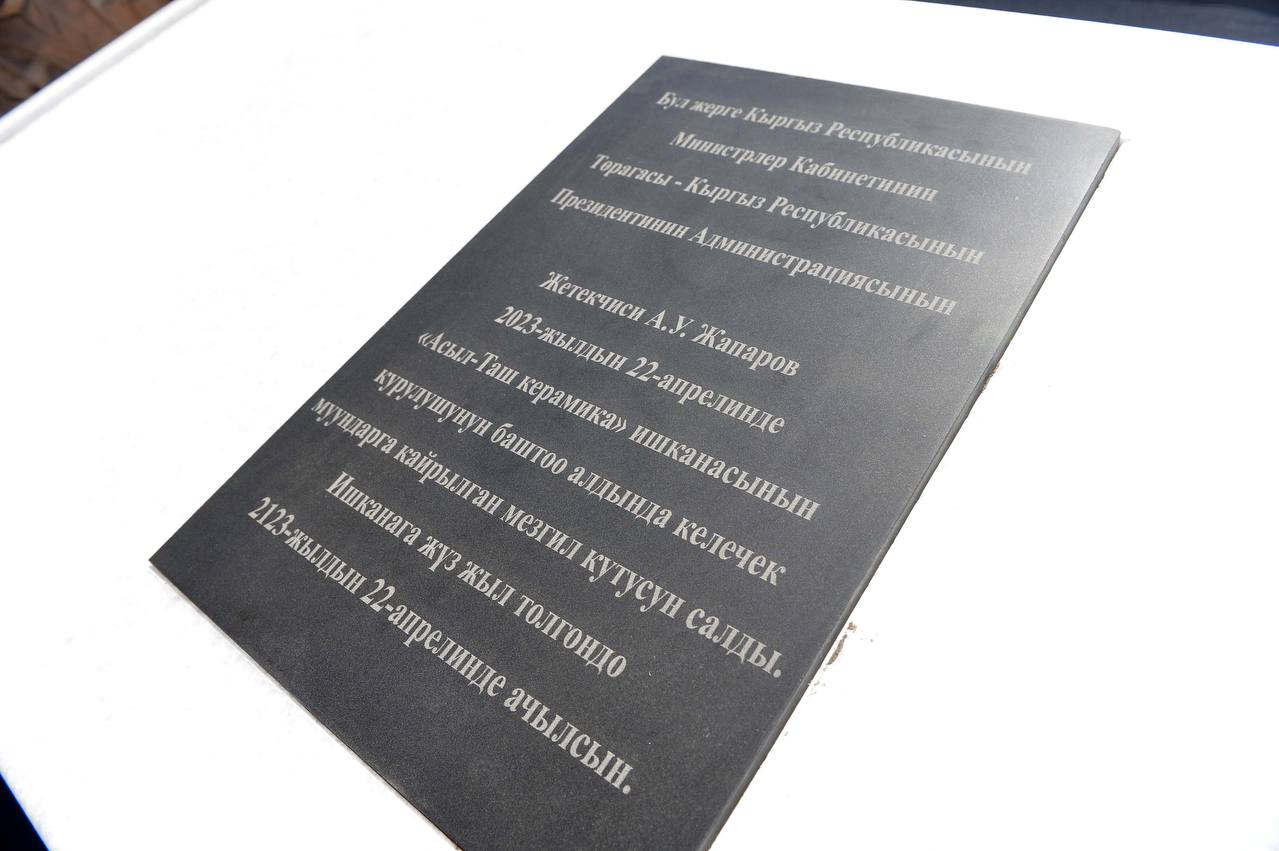 Бул жерге Кыргыз Республикасынын
Министрлер Кабинетинин
Төрагасы - Кыргыз Республикасынын
Президентинин Администрациясынын
Жетекчиси А.У. Жапаров
2023-жылдын 22-апрелинде
«Асыл-Таш керамика» ишканасынын
курулушунун баштоо алдында келечек
муундарга кайрылган мезгил кутусун салды.
Ишканага жүз жыл толгондо
2123-жылдын 22-апрелинде ачылсын.